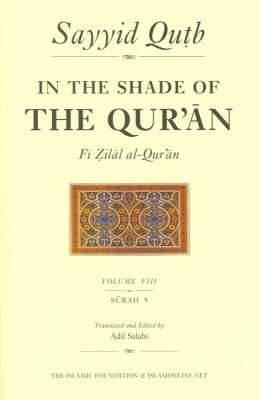 Sayyid Quṭb
IN THE SHADE OF
THE QUR'ĀN
Fī Ẓilāl al-Qur'ān
VOLUME VIII
SŪRAH 9
Translated and Edited by
Adil Salahi
THE ISLAMIC FOUNDATION & ISLAMONLINE.NET